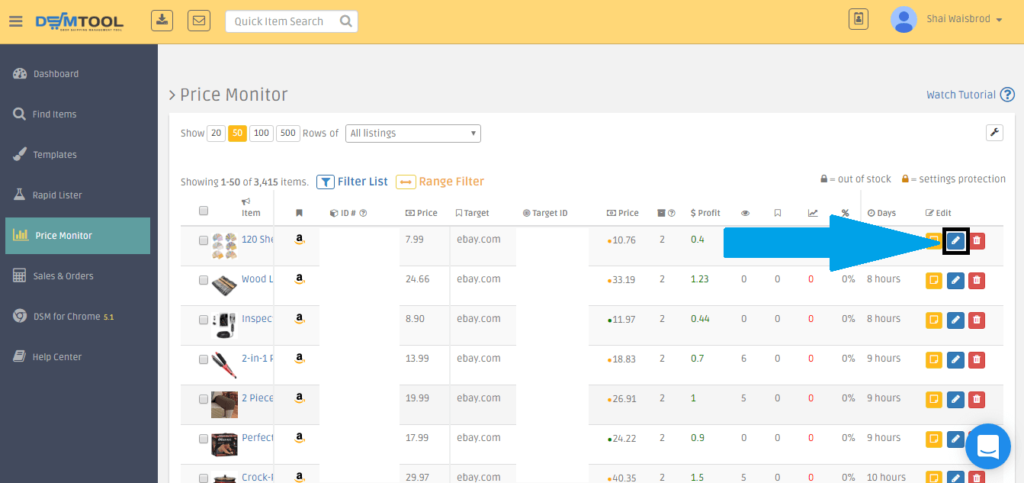 DSMTOOL
DROP SHIPPING MANAGEMENT TOOL
Quick Item Search
Shai Waisbrod
Dashboard
Find Items
Templates
Rapid Lister
Price Monitor
Sales & Orders
DSM for Chrome 5.1
Help Center
Price Monitor
Watch Tutorial
Show 20 50 100 500 Rows of All listings
Showing 1-50 of 3,415 items. Filter List Range Filter
= out of stock = settings protection
Item ID # Price Target Target ID Price $ Profit % Days Edit
120 She a 7.99 ebay.com 10.76 2 0.4
Wood L a 24.66 ebay.com 33.19 2 1.23 0 0 0 0% 8 hours
Inspec a 8.90 ebay.com 11.97 2 0.44 0 0 0 0% 8 hours
2-in-1 a 13.99 ebay.com 18.83 2 0.7 6 0 0 0% 9 hours
2 Piece a 19.99 ebay.com 26.91 2 1 5 0 0 0% 9 hours
Perfec a 17.99 ebay.com 24.22 2 0.9 0 0 0 0% 9 hours
Crock- a 29.97 ebay.com 40.35 2 1.5 5 0 0 0% 10 hours